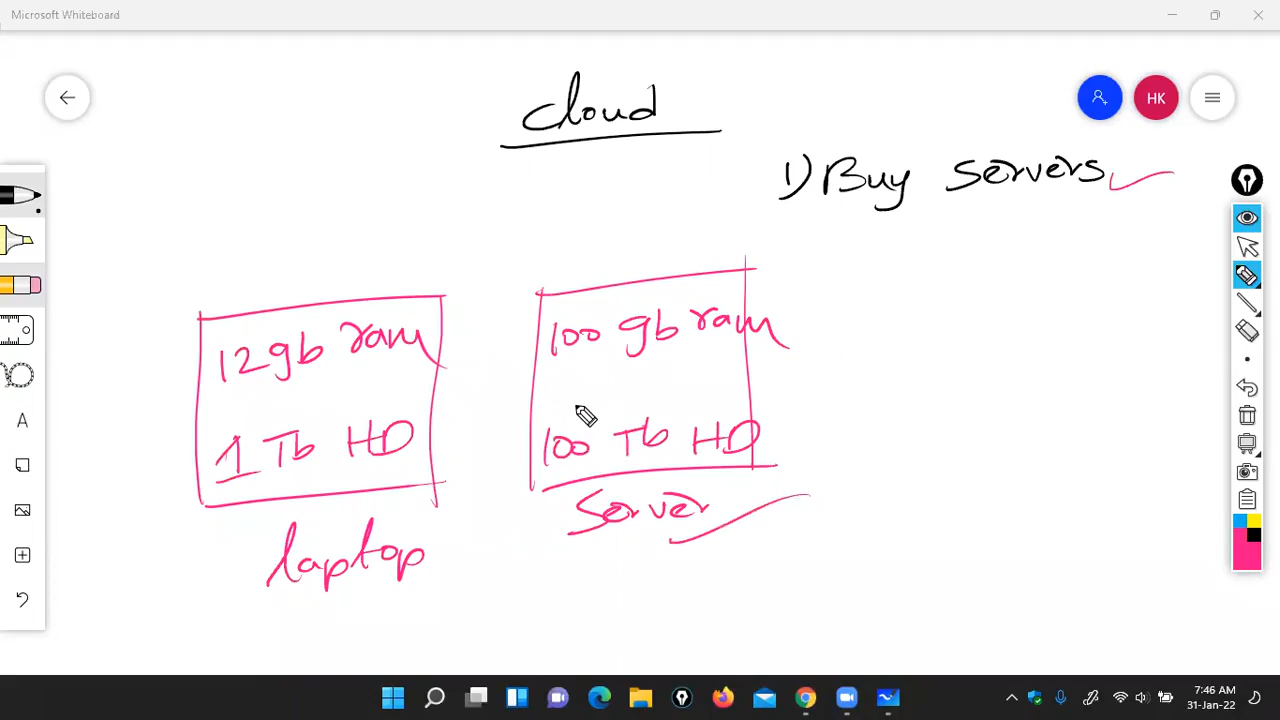 Microsoft Whiteboard
HK
cloud
1) Buy servers
12gb ram
1 Tb HD
laptop
100 gb ram
100 Tb HD
Server
A
7:46 AM
31-Jan-22